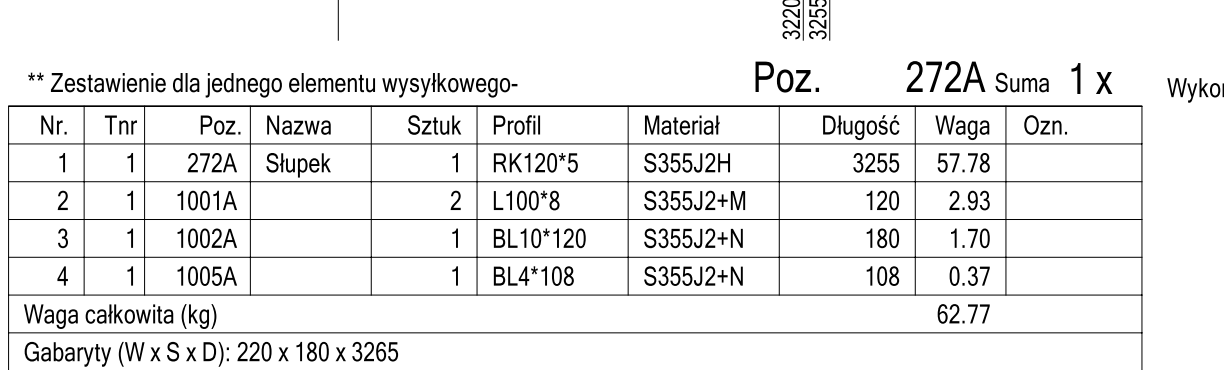 3220
3255
** Zestawienie dla jednego elementu wysyłkowego-
Poz. 272A Suma 1 x
Wykon
Nr. Tnr Poz. Nazwa Sztuk Profil Materiał Długość Waga Ozn.
1 1 272A Słupek 1 RK120*5 S355J2H 3255 57.78
2 1 1001A 2 L100*8 S355J2+M 120 2.93
3 1 1002A 1 BL10*120 S355J2+N 180 1.70
4 1 1005A 1 BL4*108 S355J2+N 108 0.37
Waga całkowita (kg) 62.77
Gabaryty (W x S x D): 220 x 180 x 3265